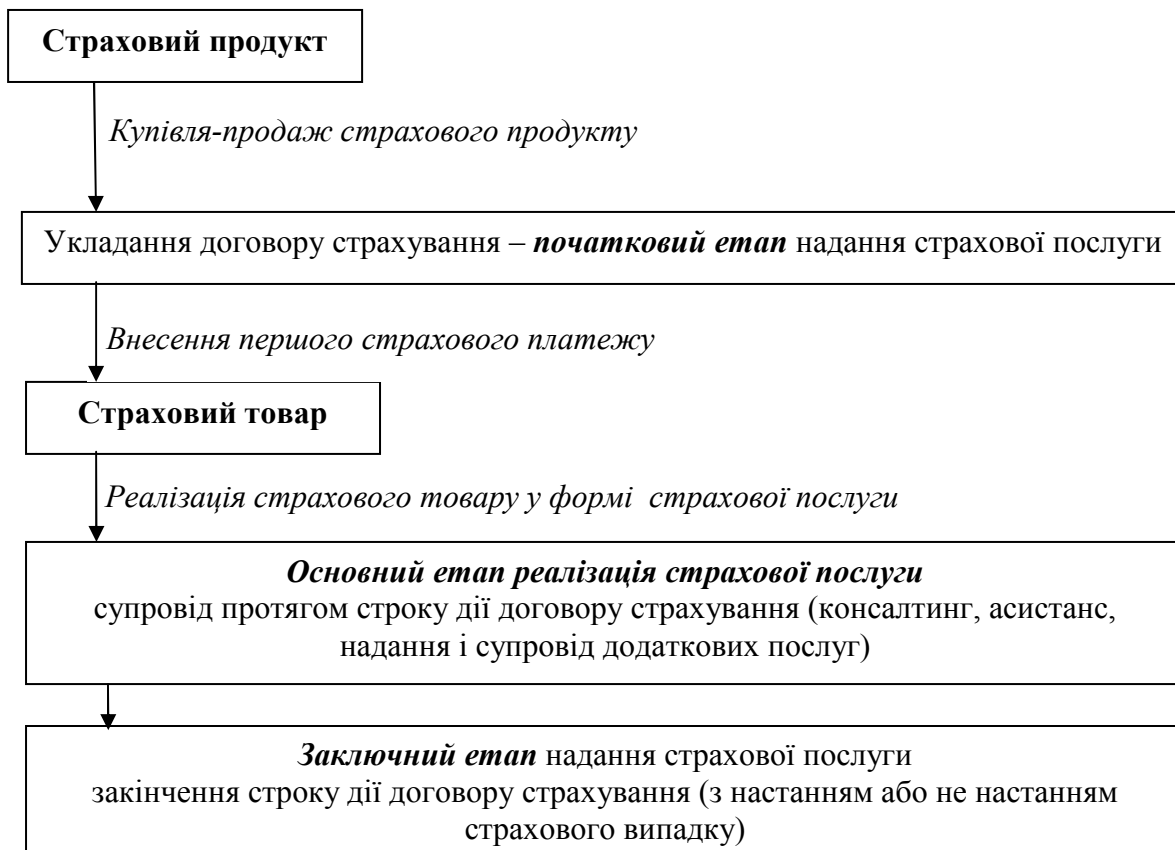 Страховий продукт
Купівля-продаж страхового продукту
Укладання договору страхування – початковий етап надання страхової послуги
Внесення першого страхового платежу
Страховий товар
Реалізація страхового товару у формі страхової послуги
Основний етап реалізація страхової послуги
супровід протягом строку дії договору страхування (консалтинг, асистанс,
надання і супровід додаткових послуг)
Заключний етап надання страхової послуги
закінчення строку дії договору страхування (з настанням або не настанням
страхового випадку)